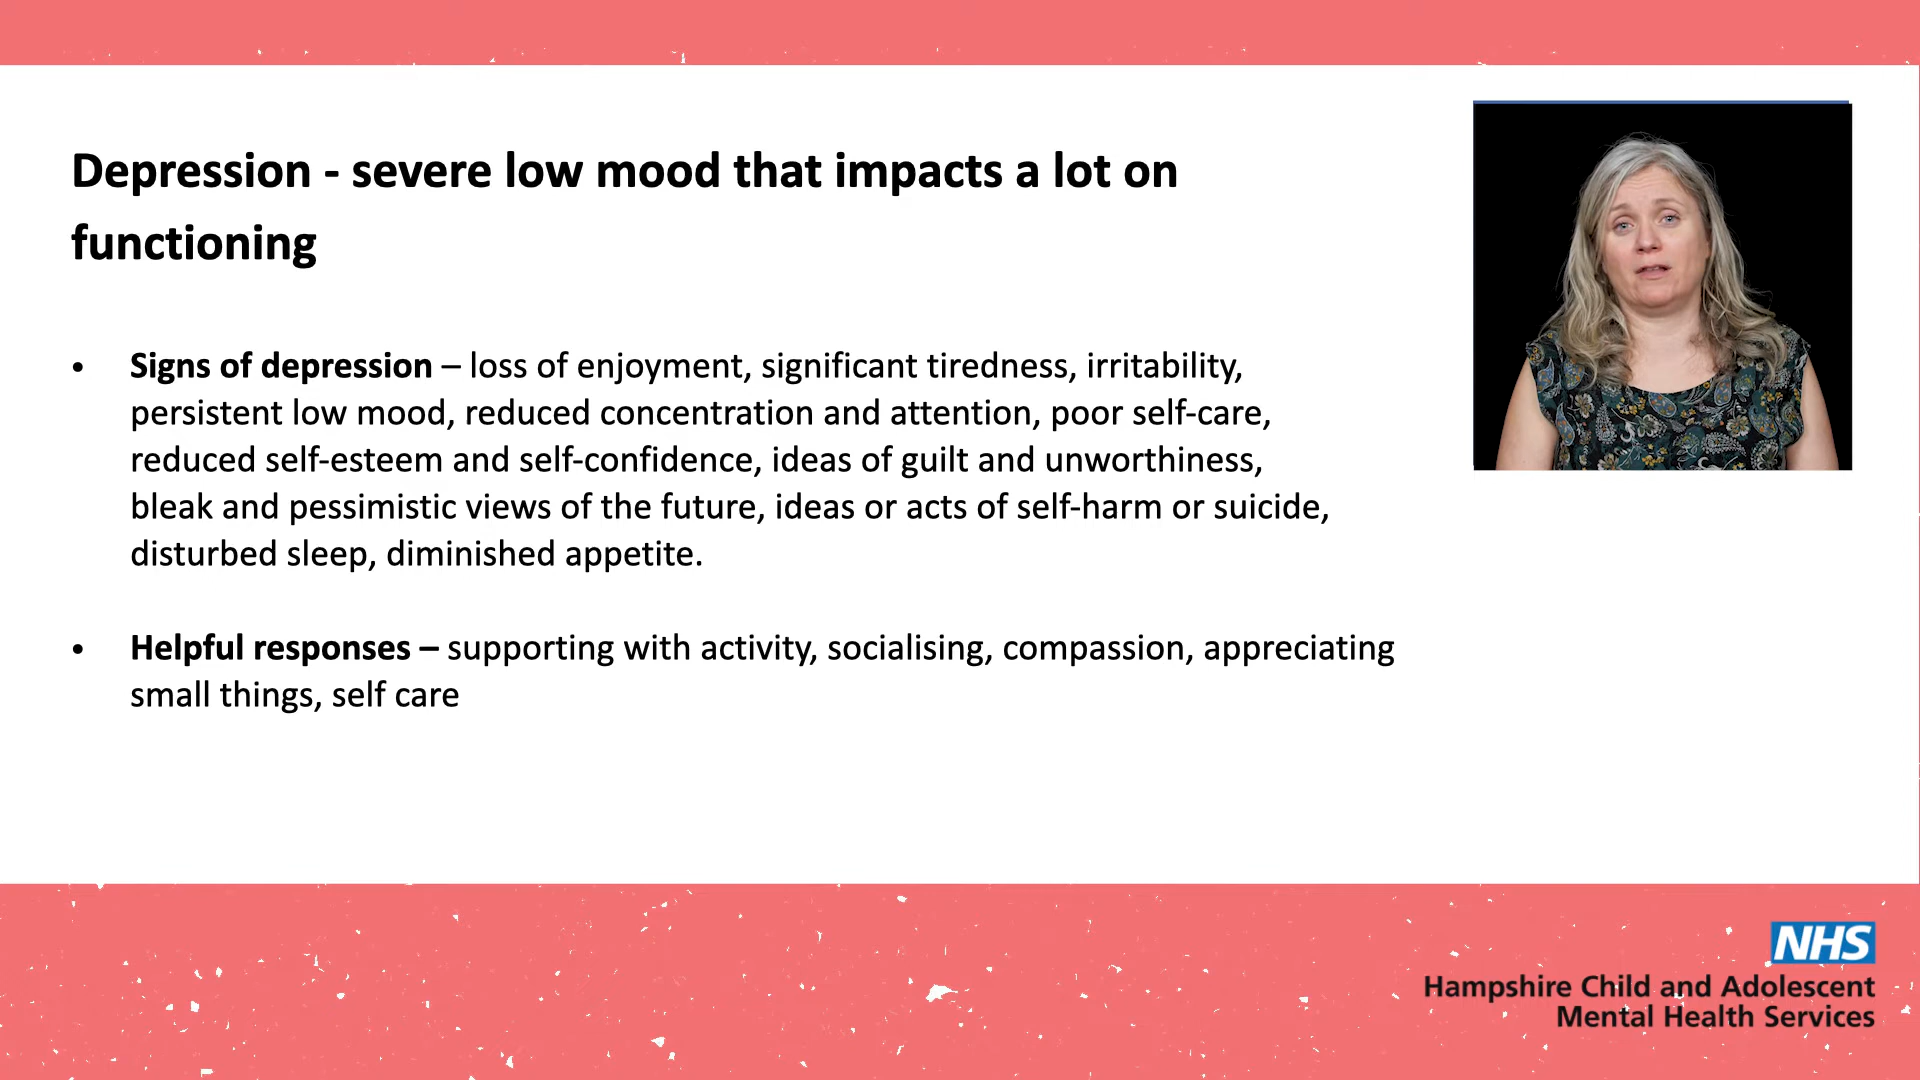 Depression - severe low mood that impacts a lot on
functioning
• Signs of depression – loss of enjoyment, significant tiredness, irritability,
persistent low mood, reduced concentration and attention, poor self-care,
reduced self-esteem and self-confidence, ideas of guilt and unworthiness,
bleak and pessimistic views of the future, ideas or acts of self-harm or suicide,
disturbed sleep, diminished appetite.
• Helpful responses – supporting with activity, socialising, compassion, appreciating
small things, self care
NHS
Hampshire Child and Adolescent
Mental Health Services